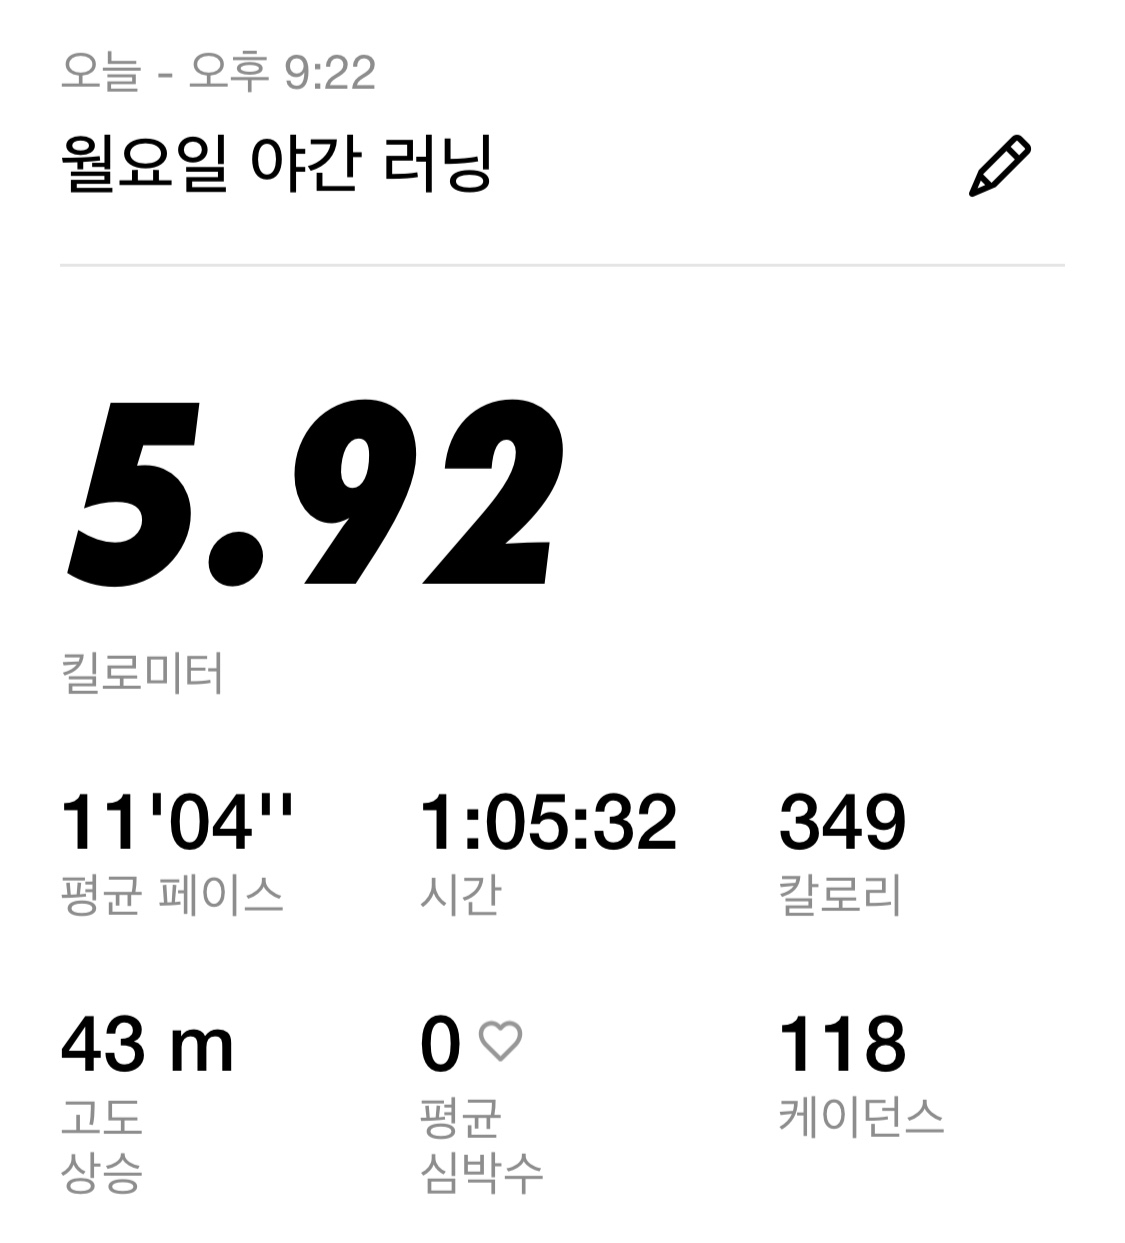 오늘 - 오후 9:22
월요일 야간 러닝
5.92
킬로미터
11'04'' 1:05:32 349
평균 페이스 시간 칼로리
43 m 0 118
고도 평균 케이던스
상승 심박수